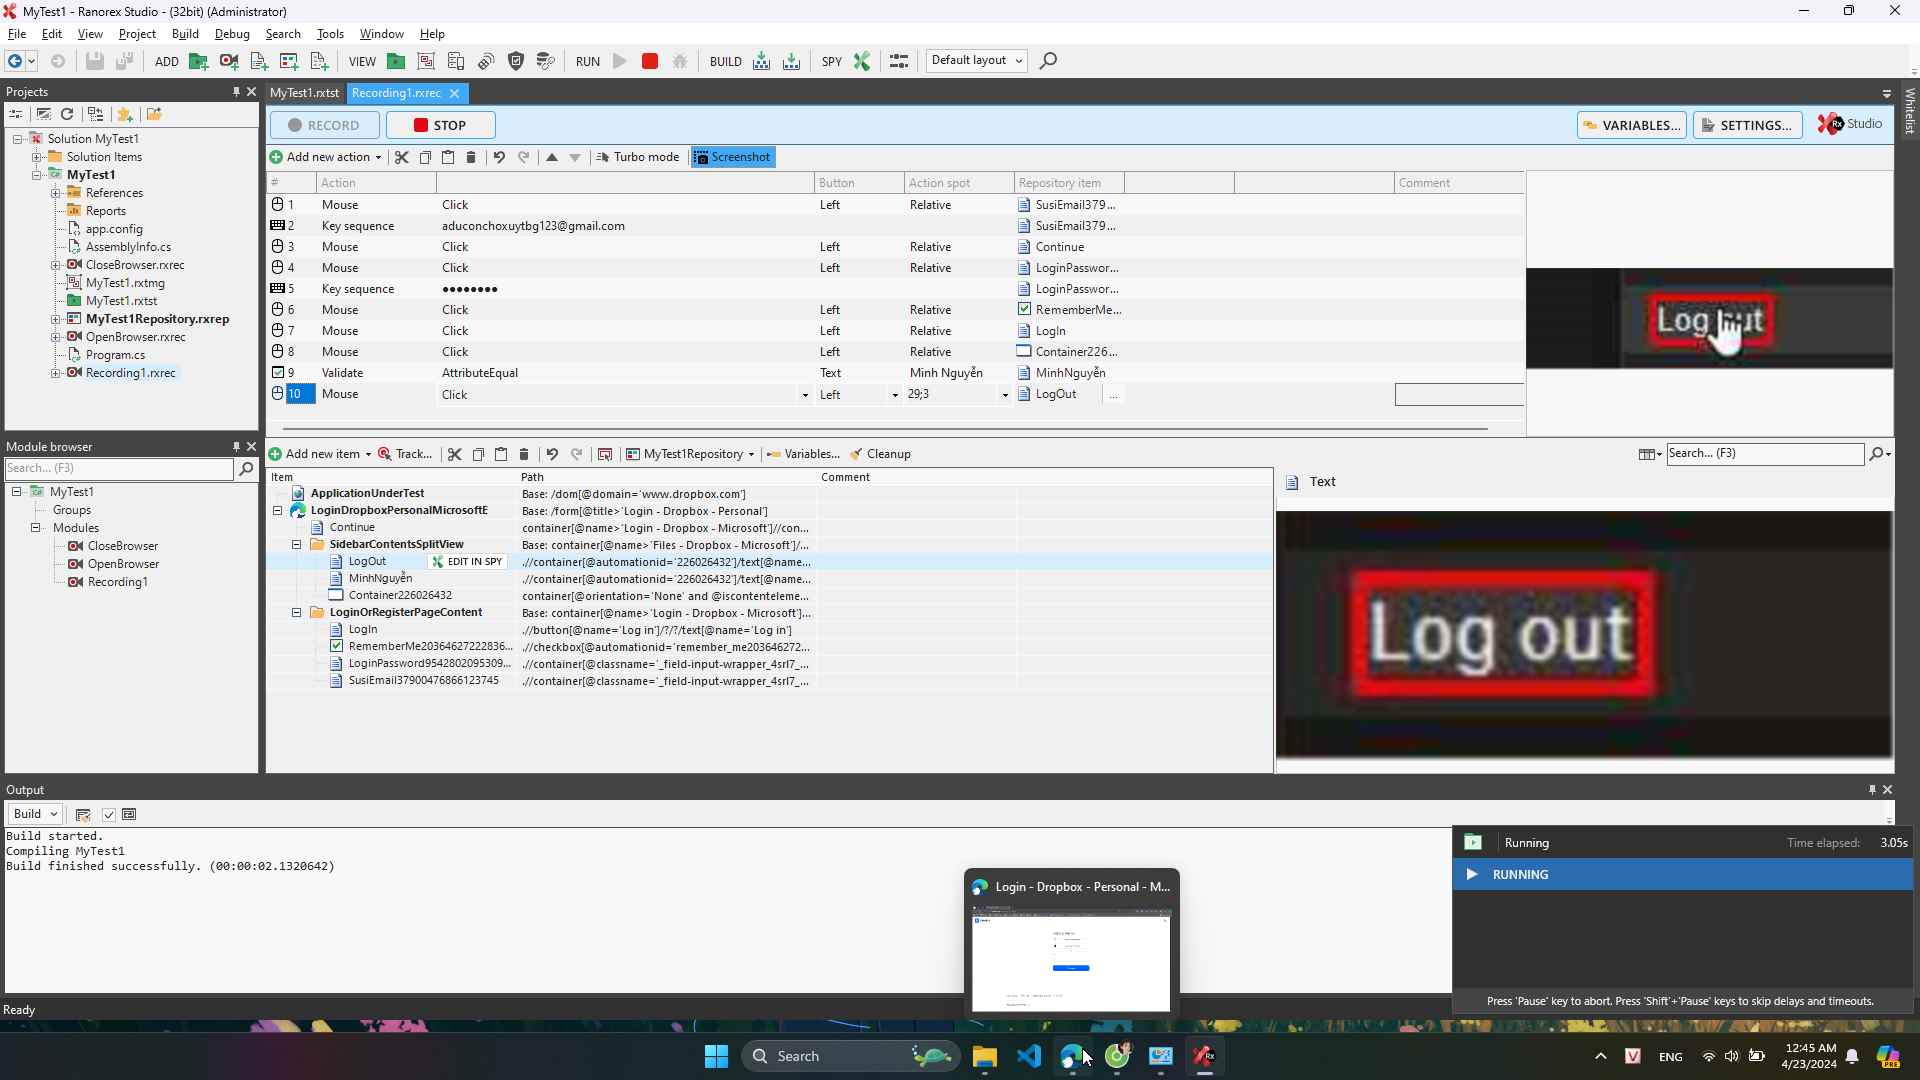 MyTest1 - Ranorex Studio - (32bit) (Administrator)
File Edit View Project Build Debug Search Tools Window Help
ADD VIEW RUN BUILD SPY Default layout
Projects
MyTest1.rxtst Recording1.rxrec
Whitelist
RECORD STOP VARIABLES... SETTINGS... Rx Studio
Solution MyTest1
Solution Items
MyTest1
References
Reports
app.config
AssemblyInfo.cs
CloseBrowser.rxrec
MyTest1.rxtmg
MyTest1.rxtst
MyTest1Repository.rxrep
OpenBrowser.rxrec
Program.cs
Recording1.rxrec
Add new action Turbo mode Screenshot
# Action Button Action spot Repository item Comment
1 Mouse Click Left Relative SusiEmail379...
2 Key sequence aduconchoxuytbg123@gmail.com SusiEmail379...
3 Mouse Click Left Relative Continue
4 Mouse Click Left Relative LoginPasswor...
5 Key sequence ●●●●●●●● LoginPasswor...
6 Mouse Click Left Relative RememberMe...
7 Mouse Click Left Relative LogIn
8 Mouse Click Left Relative Container226...
9 Validate AttributeEqual Text Minh Nguyễn MinhNguyễn
10 Mouse Click Left 29;3 LogOut ...
Log out
Module browser
Search... (F3)
MyTest1
Groups
Modules
CloseBrowser
OpenBrowser
Recording1
Add new item Track... MyTest1Repository Variables... Cleanup Search... (F3)
Item Path Comment
ApplicationUnderTest Base: /dom[@domain='www.dropbox.com']
LoginDropboxPersonalMicrosoftE Base: /form[@title>'Login - Dropbox - Personal']
Continue container[@name>'Login - Dropbox - Microsoft']//con...
SidebarContentsSplitView Base: container[@name>'Files - Dropbox - Microsoft']/...
LogOut EDIT IN SPY .//container[@automationid='226026432']/text[@name...
MinhNguyễn .//container[@automationid='226026432']/text[@name...
Container226026432 container[@orientation='None' and @iscontenteleme...
LoginOrRegisterPageContent Base: container[@name>'Login - Dropbox - Microsoft']...
LogIn .//button[@name='Log in']/?/?/text[@name='Log in']
RememberMe20364627222836... .//checkbox[@automationid='remember_me203646272...
LoginPassword9542802095309... .//container[@classname='_field-input-wrapper_4srl7_...
SusiEmail37900476866123745 .//container[@classname='_field-input-wrapper_4srl7_...
Text
Log out
Output
Build
Build started.
Compiling MyTest1
Build finished successfully. (00:00:02.1320642)
Running Time elapsed: 3.05s
RUNNING
Press 'Pause' key to abort. Press 'Shift'+'Pause' keys to skip delays and timeouts.
Login - Dropbox - Personal - M...
Ready
Search
V ENG 12:45 AM
4/23/2024
PRE